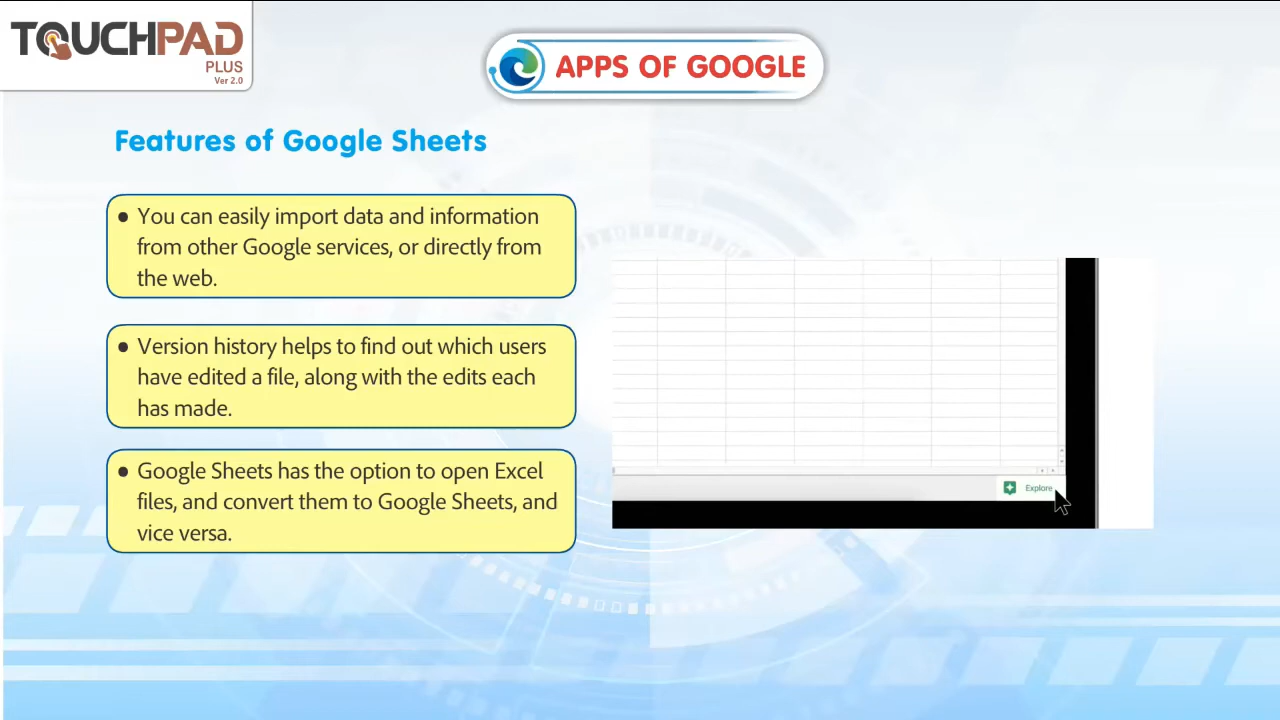 TOUCHPAD
PLUS
Ver 2.0
APPS OF GOOGLE
Features of Google Sheets
● You can easily import data and information
from other Google services, or directly from
the web.
● Version history helps to find out which users
have edited a file, along with the edits each
has made.
● Google Sheets has the option to open Excel
files, and convert them to Google Sheets, and
vice versa.
Explore